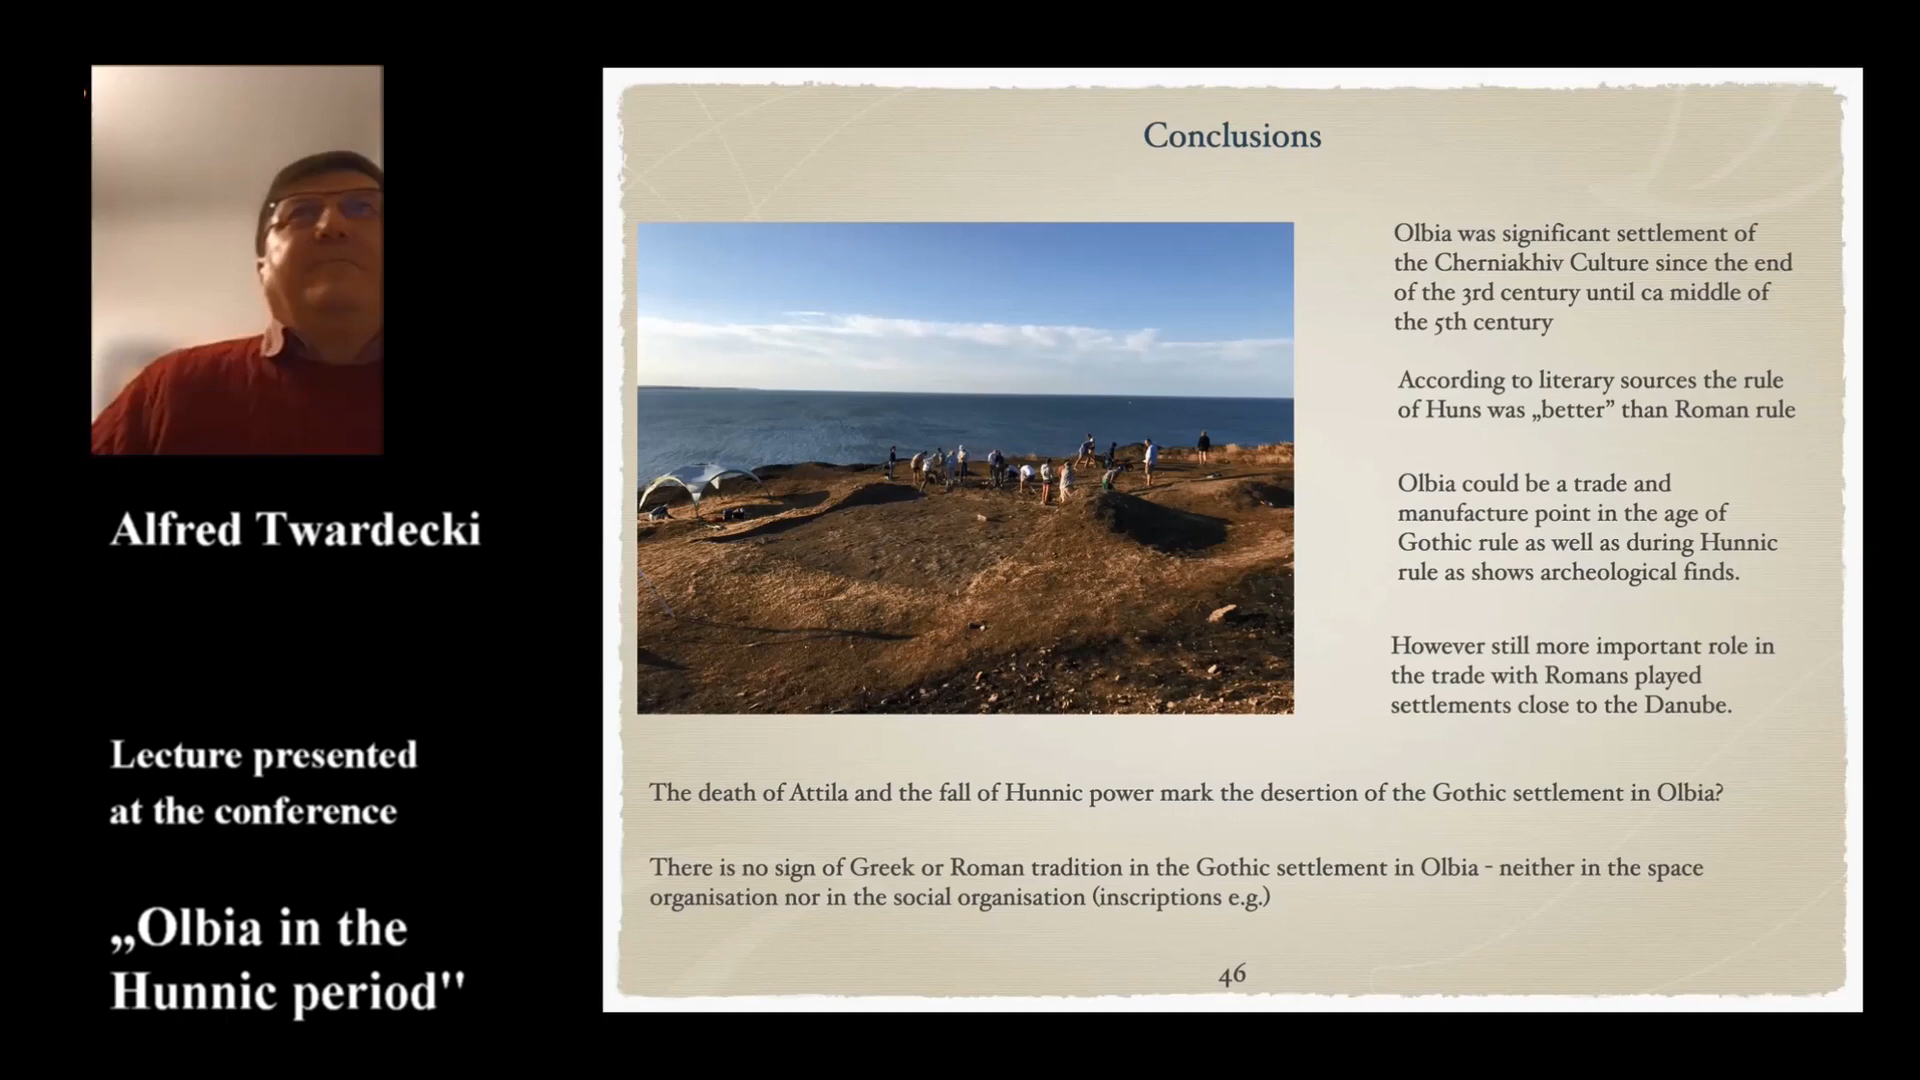 Alfred Twardecki
Lecture presented
at the conference
„Olbia in the
Hunnic period"
Conclusions
Olbia was significant settlement of
the Cherniakhiv Culture since the end
of the 3rd century until ca middle of
the 5th century
According to literary sources the rule
of Huns was „better” than Roman rule
Olbia could be a trade and
manufacture point in the age of
Gothic rule as well as during Hunnic
rule as shows archeological finds.
However still more important role in
the trade with Romans played
settlements close to the Danube.
The death of Attila and the fall of Hunnic power mark the desertion of the Gothic settlement in Olbia?
There is no sign of Greek or Roman tradition in the Gothic settlement in Olbia - neither in the space
organisation nor in the social organisation (inscriptions e.g.)
46